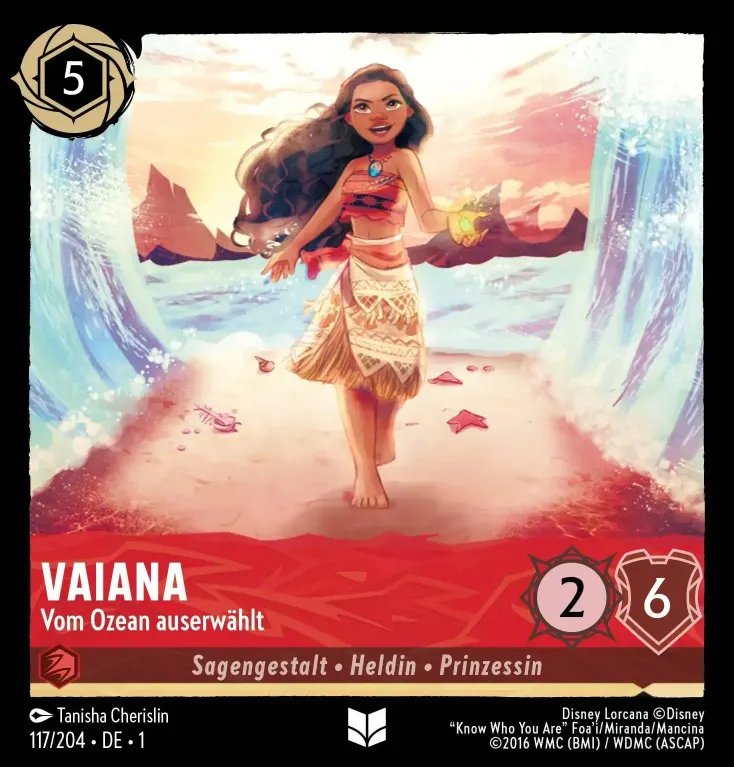 5
VAIANA
Vom Ozean auserwählt
2
6
Sagengestalt • Heldin • Prinzessin
Tanisha Cherislin
117/204 • DE • 1
Disney Lorcana ©Disney
“Know Who You Are” Foa'i/Miranda/Mancina
©2016 WMC (BMI) / WDMC (ASCAP)